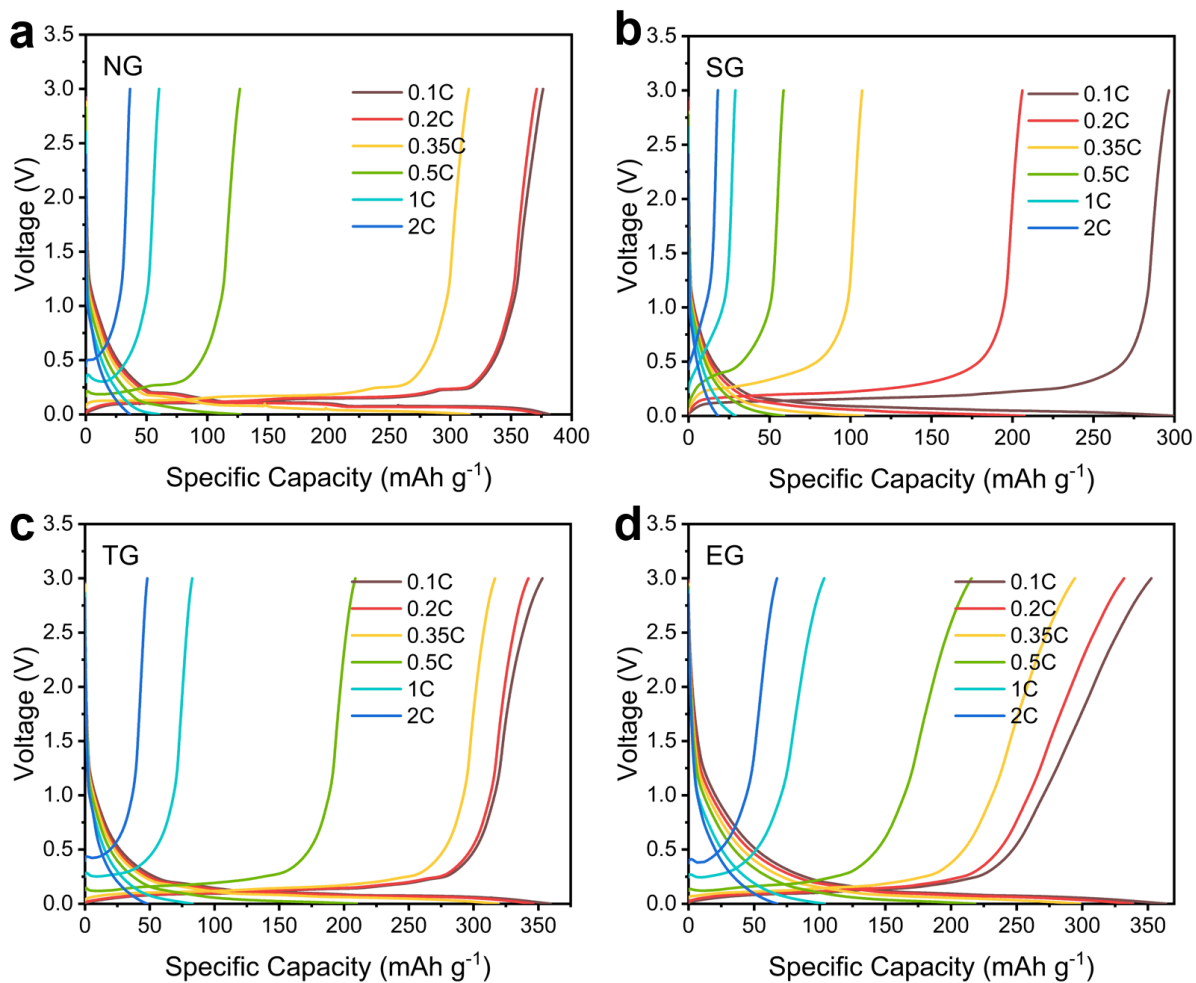 a
NG
3.5
3.0
2.5
2.0
1.5
1.0
0.5
0.0
Voltage (V)
0.1C
0.2C
0.35C
0.5C
1C
2C
0 50 100 150 200 250 300 350 400
Specific Capacity (mAh g⁻¹)
b
SG
3.5
3.0
2.5
2.0
1.5
1.0
0.5
0.0
Voltage (V)
0.1C
0.2C
0.35C
0.5C
1C
2C
0 50 100 150 200 250 300
Specific Capacity (mAh g⁻¹)
c
TG
3.5
3.0
2.5
2.0
1.5
1.0
0.5
0.0
Voltage (V)
0.1C
0.2C
0.35C
0.5C
1C
2C
0 50 100 150 200 250 300 350
Specific Capacity (mAh g⁻¹)
d
EG
3.5
3.0
2.5
2.0
1.5
1.0
0.5
0.0
Voltage (V)
0.1C
0.2C
0.35C
0.5C
1C
2C
0 50 100 150 200 250 300 350
Specific Capacity (mAh g⁻¹)